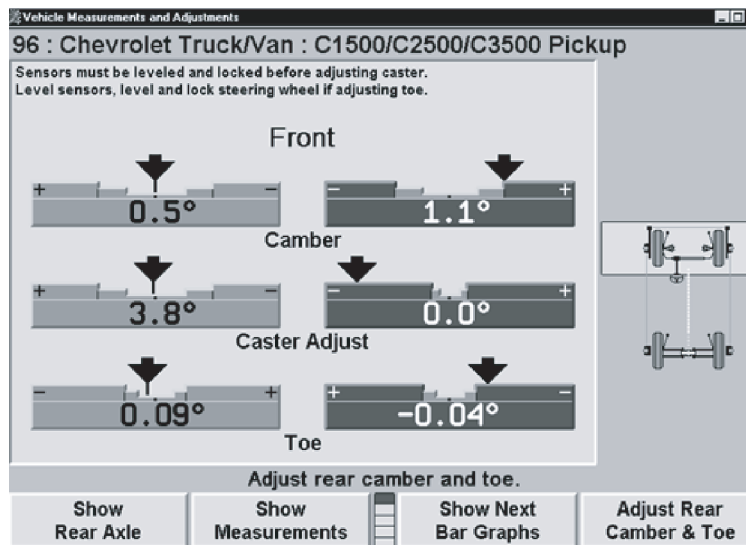 Vehicle Measurements and Adjustments
96 : Chevrolet Truck/Van : C1500/C2500/C3500 Pickup
Sensors must be leveled and locked before adjusting caster.
Level sensors, level and lock steering wheel if adjusting toe.
Front
+ − − +
0.5° 1.1°
Camber
+ − − +
3.8° 0.0°
Caster Adjust
− + + −
0.09° -0.04°
Toe
Adjust rear camber and toe.
Show Show Show Next Adjust Rear
Rear Axle Measurements Bar Graphs Camber & Toe